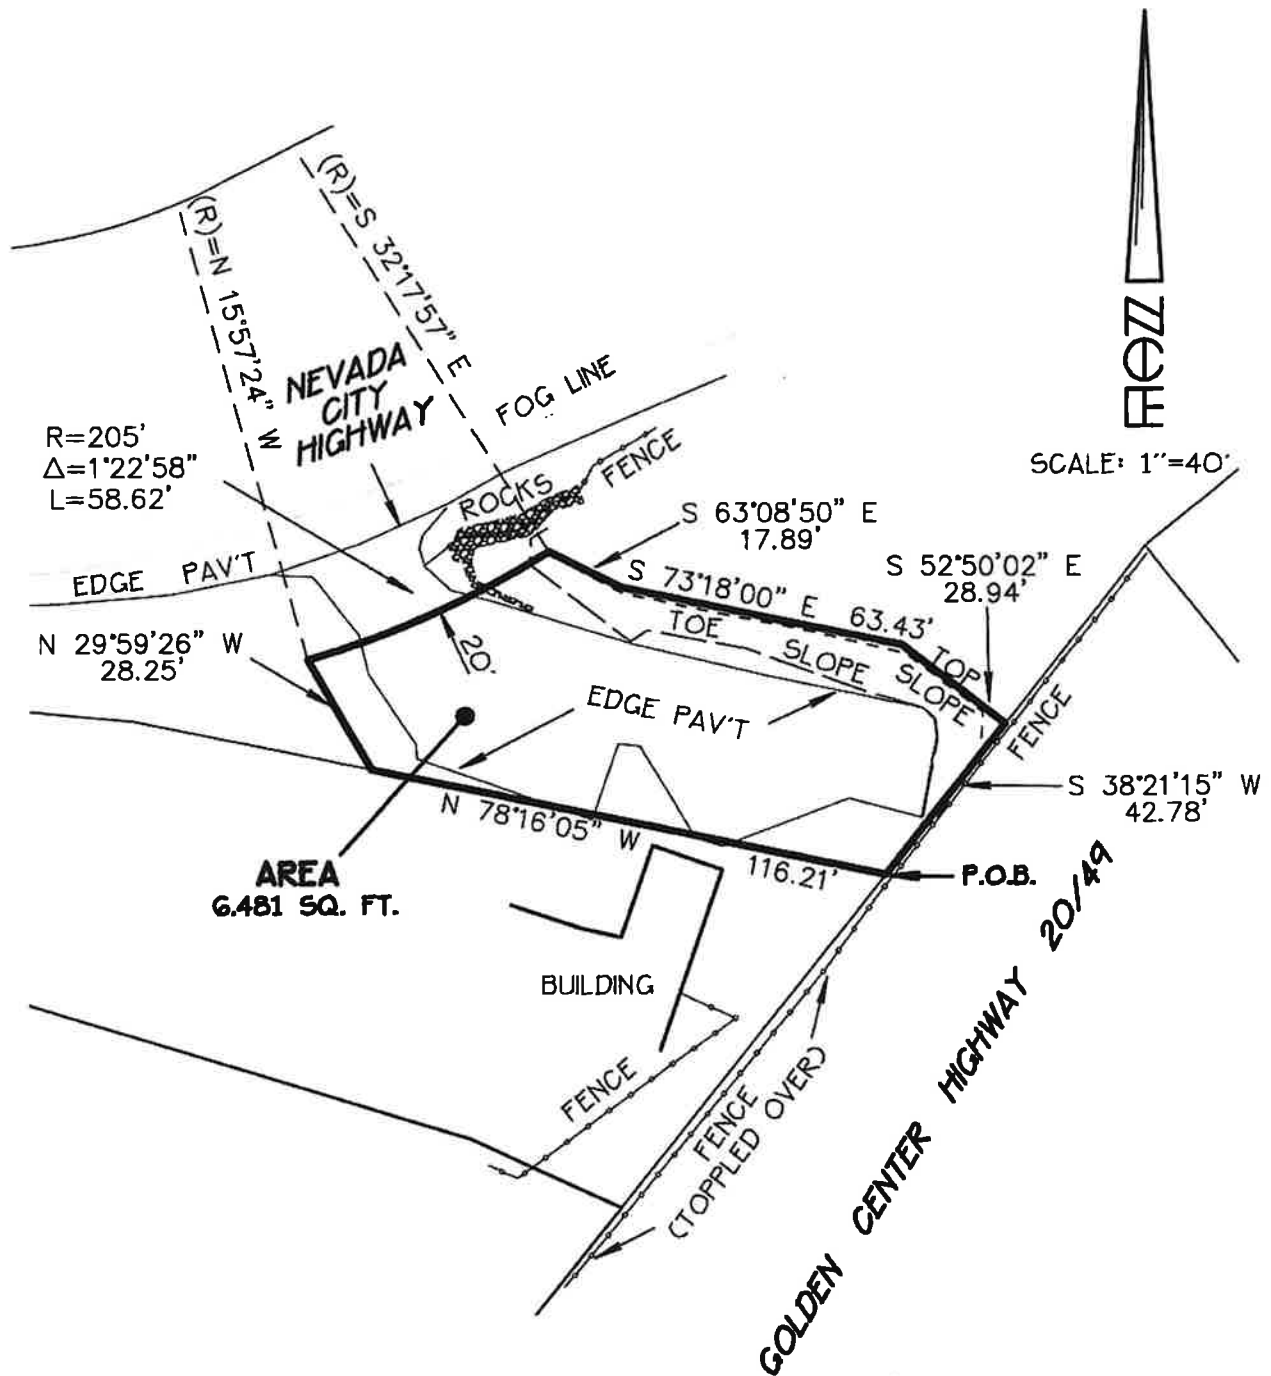 (R)=N 15°57'24" W
(R)=S 32°17'57" E
NEVADA
CITY
HIGHWAY
FOG LINE
R=205'
Δ=1°22'58"
L=58.62'
ROCKS
FENCE
SCALE: 1"=40'
S 63°08'50" E
17.89'
EDGE PAV'T
S 73°18'00" E 63.43'
S 52°50'02" E
28.94'
N 29°59'26" W
28.25'
20'
TOE
SLOPE
TOP
SLOPE
EDGE PAV'T
FENCE
N 78°16'05" W 116.21'
S 38°21'15" W
42.78'
AREA
6.481 SQ. FT.
P.O.B.
BUILDING
FENCE
FENCE
(TOPPLED OVER)
GOLDEN CENTER HIGHWAY 20/49